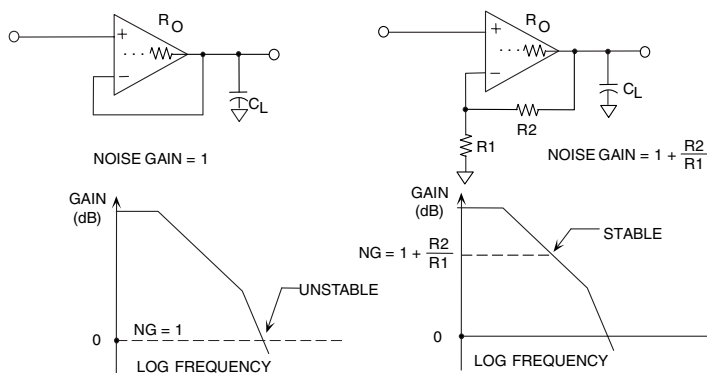 R O
+
−
C L
NOISE GAIN = 1
GAIN
(dB)
UNSTABLE
NG = 1
0
LOG FREQUENCY
R O
+
−
C L
R2
R1
NOISE GAIN = 1 + R2/R1
GAIN
(dB)
STABLE
NG = 1 + R2/R1
0
LOG FREQUENCY